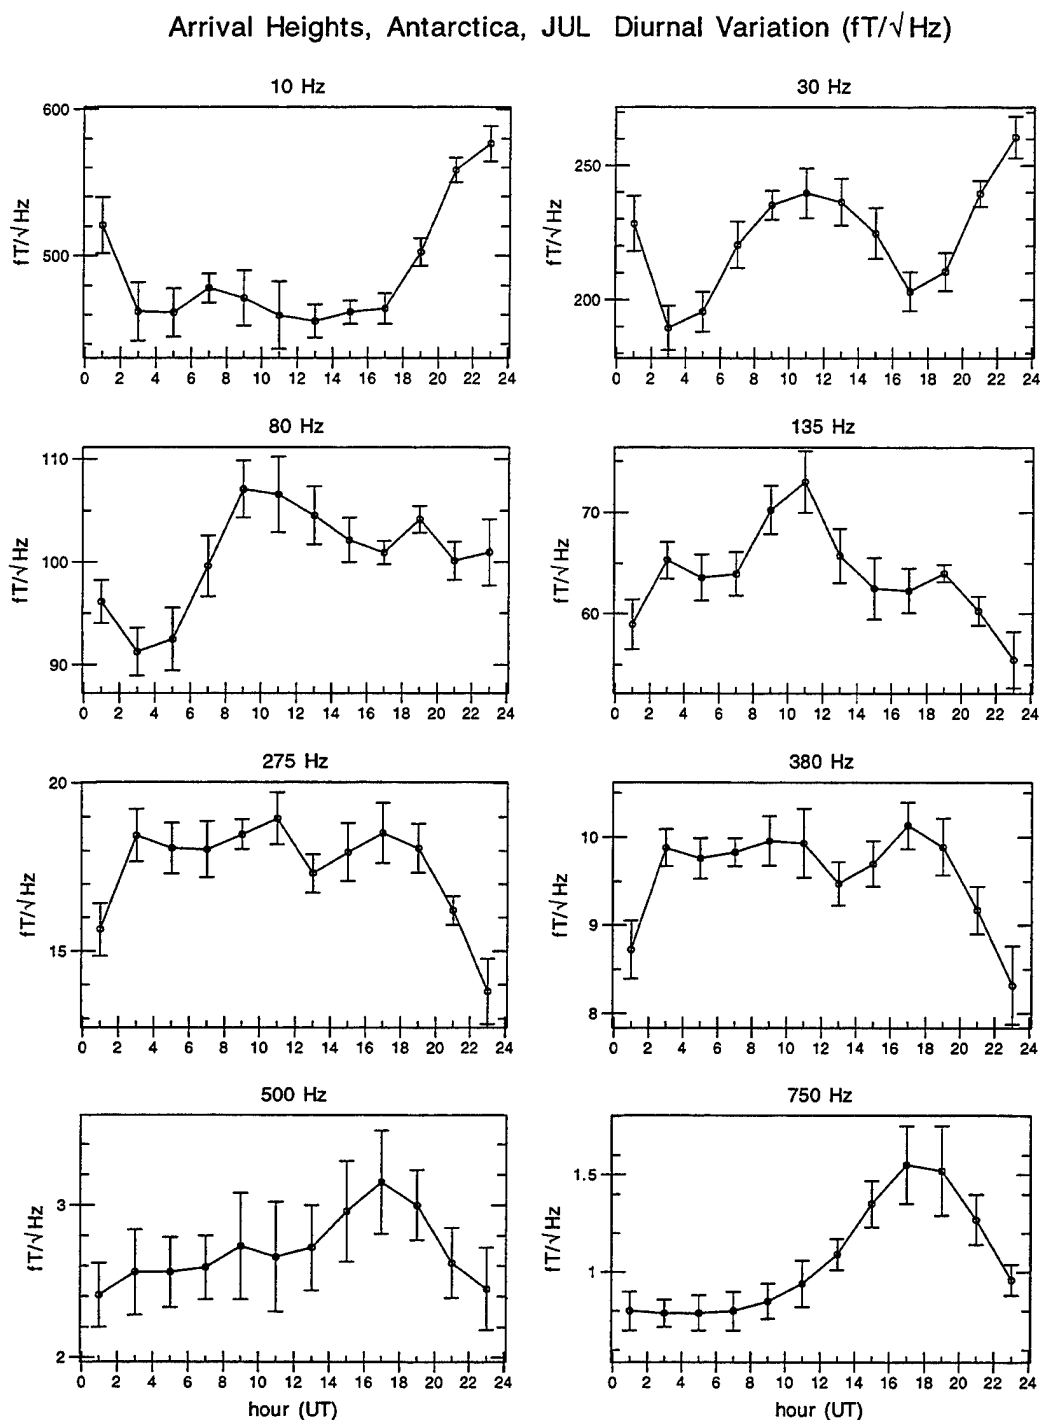 Arrival Heights, Antarctica, JUL Diurnal Variation (fT/√Hz)
10 Hz
600
500
fT/√Hz
0 2 4 6 8 10 12 14 16 18 20 22 24
30 Hz
250
200
fT/√Hz
0 2 4 6 8 10 12 14 16 18 20 22 24
80 Hz
110
100
90
fT/√Hz
0 2 4 6 8 10 12 14 16 18 20 22 24
135 Hz
70
60
fT/√Hz
0 2 4 6 8 10 12 14 16 18 20 22 24
275 Hz
20
15
fT/√Hz
0 2 4 6 8 10 12 14 16 18 20 22 24
380 Hz
10
9
8
fT/√Hz
0 2 4 6 8 10 12 14 16 18 20 22 24
500 Hz
3
2
fT/√Hz
0 2 4 6 8 10 12 14 16 18 20 22 24
hour (UT)
750 Hz
1.5
1
fT/√Hz
0 2 4 6 8 10 12 14 16 18 20 22 24
hour (UT)